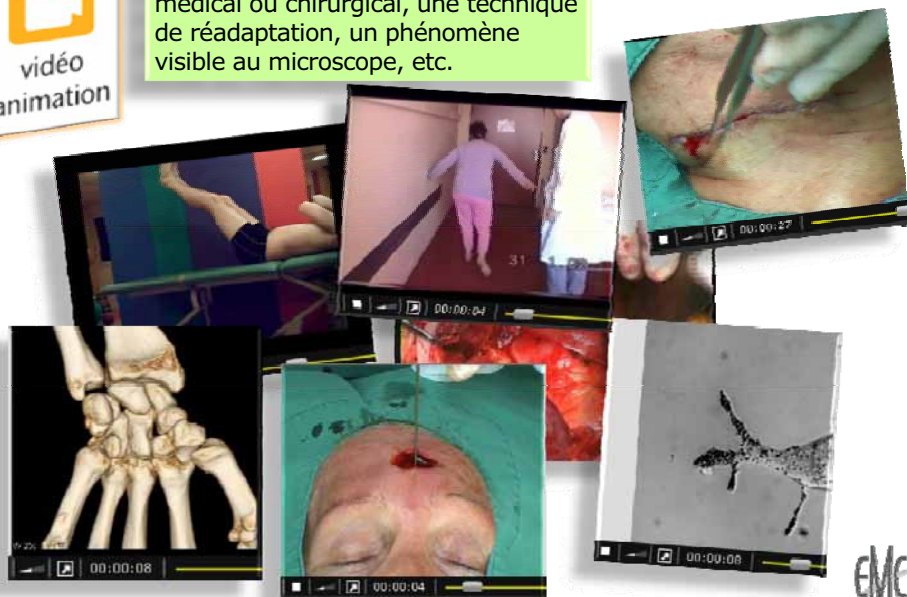 médical ou chirurgical, une technique
de réadaptation, un phénomène
visible au microscope, etc.
vidéo
animation
00:00:27
31
00:00:04
00:00:08
00:00:04
00:00:08
EMC